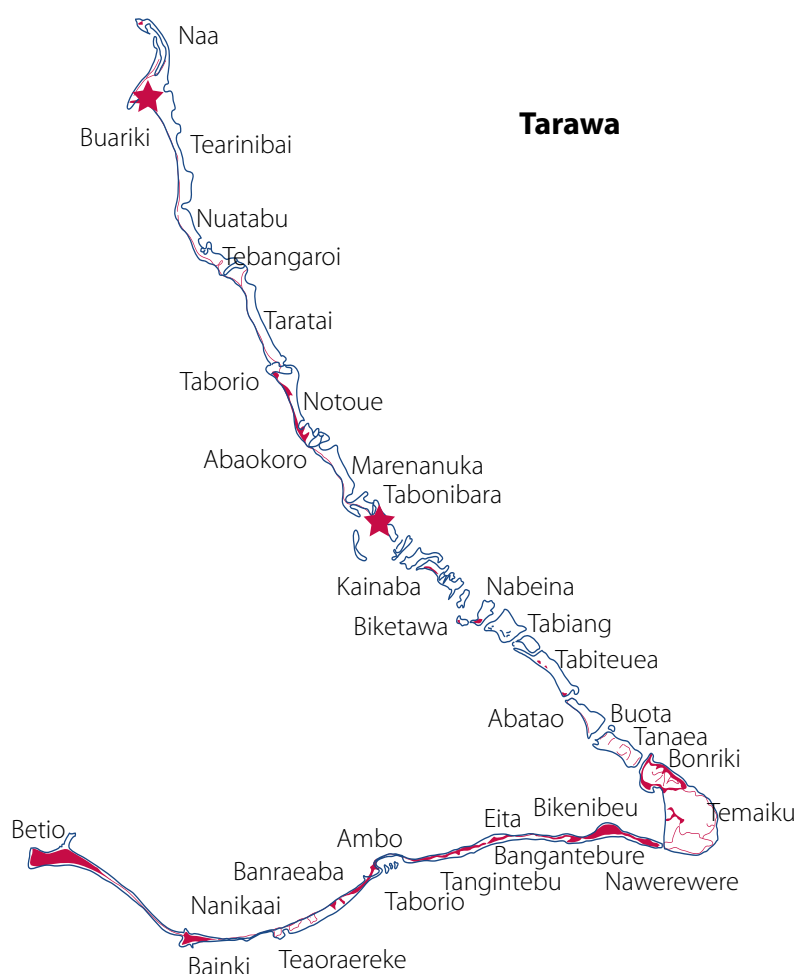 Naa
Tarawa
Buariki
Tearinibai
Nuatabu
Tebangaroi
Taratai
Taborio
Notoue
Abaokoro
Marenanuka
Tabonibara
Kainaba
Nabeina
Biketawa
Tabiang
Tabiteuea
Abatao
Buota
Tanaea
Bonriki
Temaiku
Bikenibeu
Eita
Betio
Ambo
Bangantebure
Banraeaba
Tangintebu
Nawerewere
Nanikaai
Taborio
Bainki
Teaoraereke